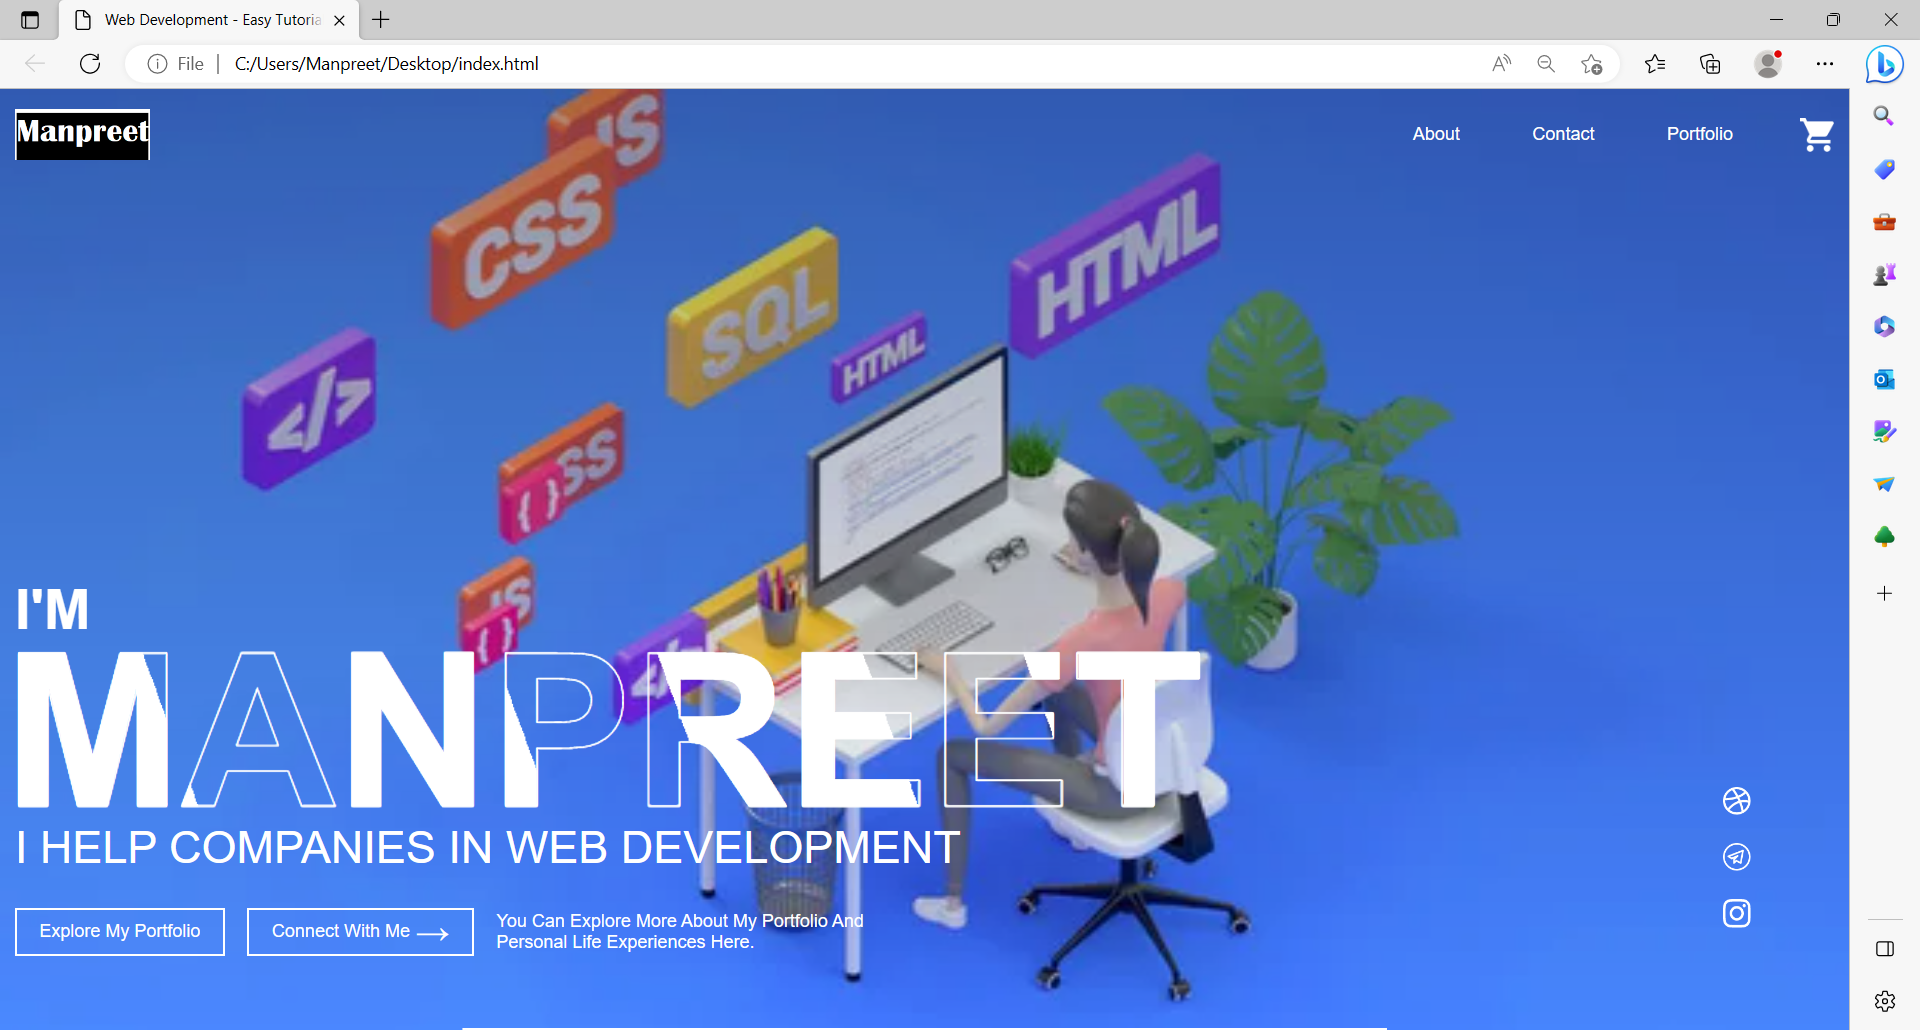 Web Development - Easy Tutoria
File
C:/Users/Manpreet/Desktop/index.html
Manpreet
About
Contact
Portfolio
JS
CSS
SQL
HTML
HTML
</>
CSS
{ }
JS
{ }
</>
I'M
MANPREET
I HELP COMPANIES IN WEB DEVELOPMENT
Explore My Portfolio
Connect With Me
You Can Explore More About My Portfolio And
Personal Life Experiences Here.